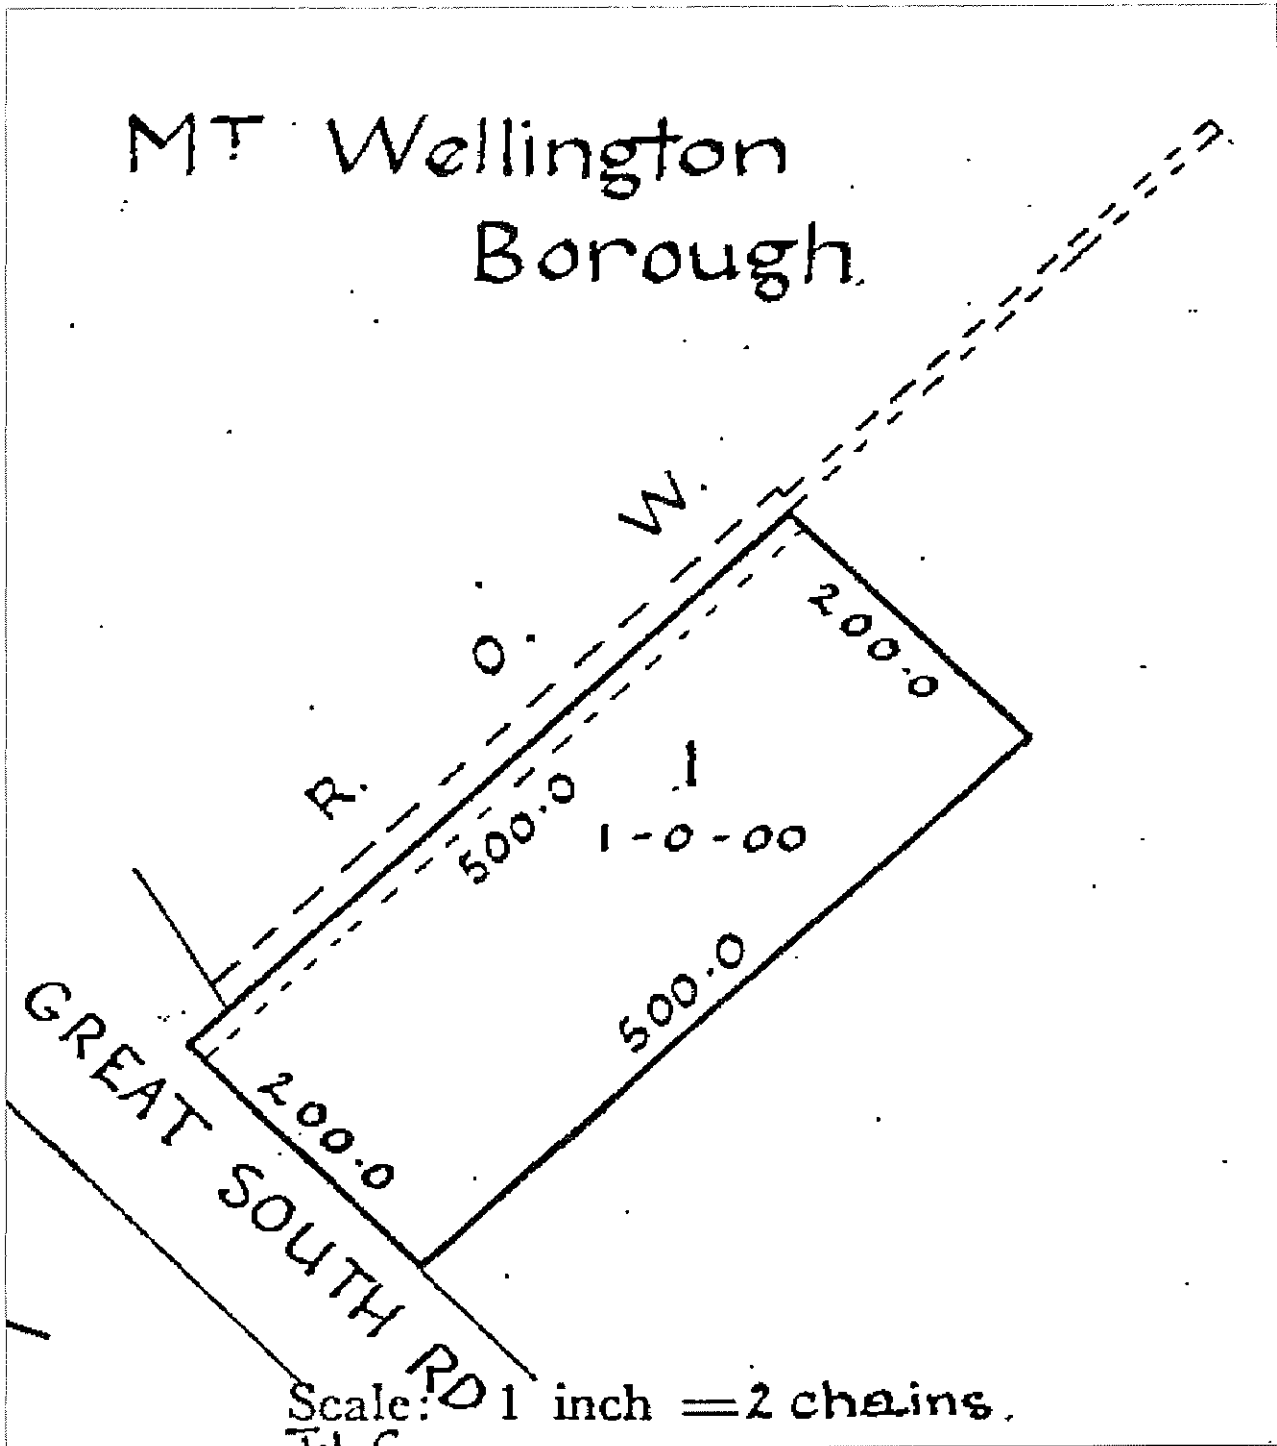 MT Wellington
Borough
R. O. W.
200.0
500.0
1
1-0-00
500.0
200.0
GREAT SOUTH RD
Scale: 1 inch = 2 chains.